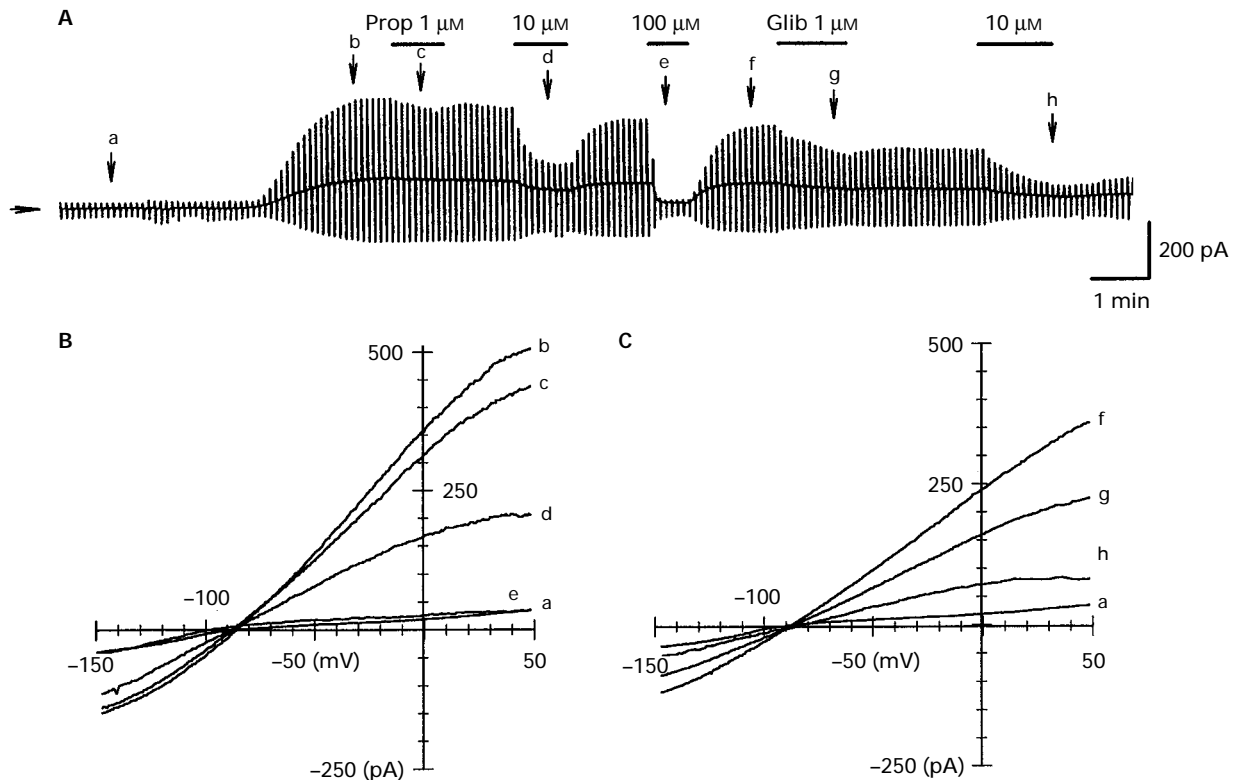 A
Prop 1 μM 10 μM 100 μM Glib 1 μM 10 μM
a b c d e f g h
200 pA
1 min
B
500
250
−100
−150
−50 (mV)
50
−250 (pA)
b
c
d
e
a
C
500
250
−100
−150
−50 (mV)
50
−250 (pA)
f
g
h
a